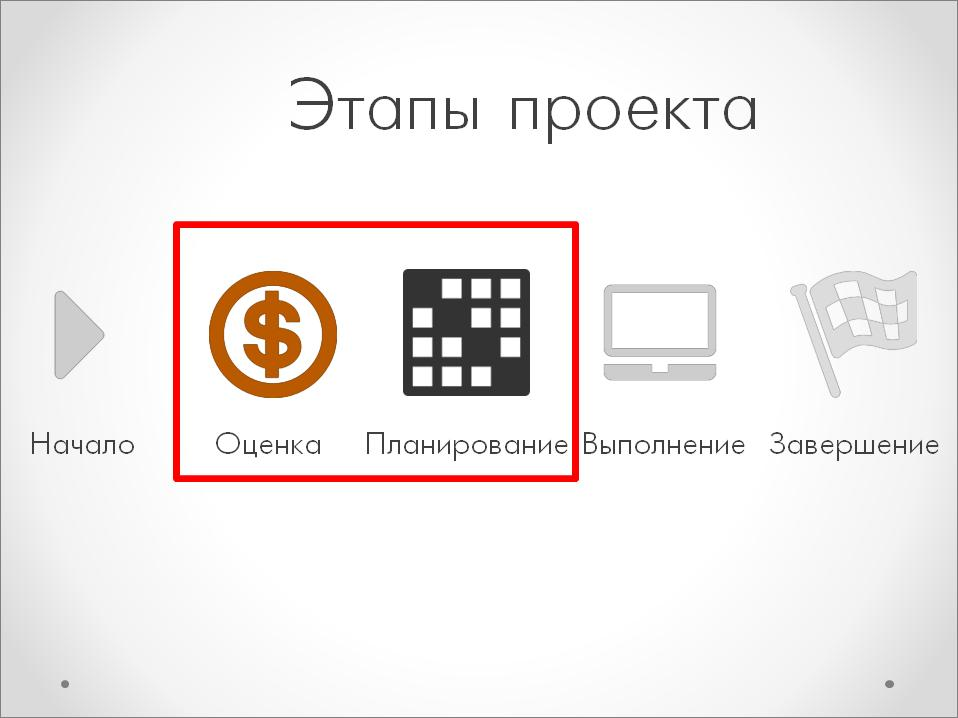 Этапы проекта
Начало Оценка Планирование Выполнение Завершение